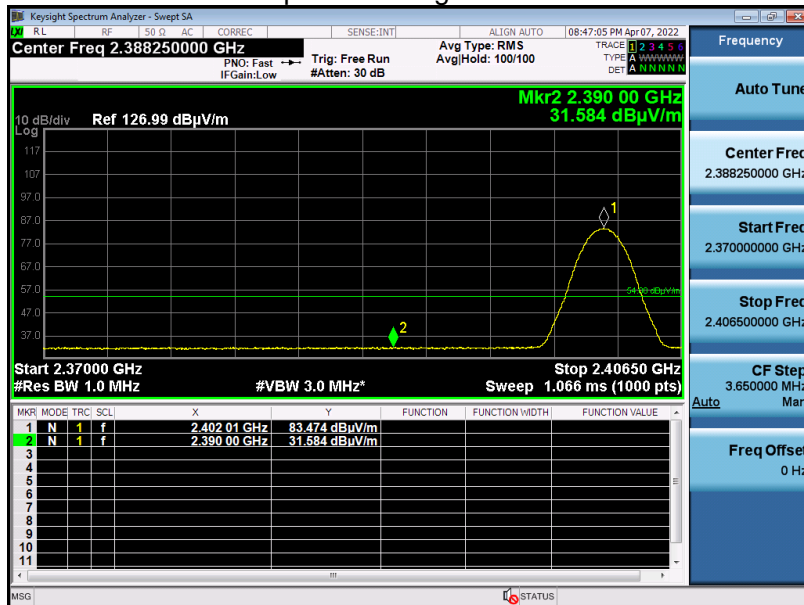 Keysight Spectrum Analyzer - Swept SA
LXI RL RF 50 Ω AC CORREC SENSE:INT ALIGN AUTO 08:47:05 PM Apr 07, 2022
Center Freq 2.388250000 GHz
PNO: Fast
IFGain:Low
Trig: Free Run
#Atten: 30 dB
Avg Type: RMS
Avg|Hold: 100/100
TRACE 1 2 3 4 5 6
TYPE A WWWWW
DET A N N N N N
Mkr2 2.390 00 GHz
31.584 dBµV/m
10 dB/div Ref 126.99 dBµV/m
Log
117
107
97.0
87.0
77.0
67.0
57.0
47.0
37.0
1
2
54.00 dBµV/m
Start 2.37000 GHz Stop 2.40650 GHz
#Res BW 1.0 MHz #VBW 3.0 MHz* Sweep 1.066 ms (1000 pts)
MKR MODE TRC SCL X Y FUNCTION FUNCTION WIDTH FUNCTION VALUE
1 N 1 f 2.402 01 GHz 83.474 dBµV/m
2 N 1 f 2.390 00 GHz 31.584 dBµV/m
3
4
5
6
7
8
9
10
11
MSG STATUS
Frequency
Auto Tune
Center Freq
2.388250000 GHz
Start Freq
2.370000000 GHz
Stop Freq
2.406500000 GHz
CF Step
3.650000 MHz
Auto Man
Freq Offset
0 Hz